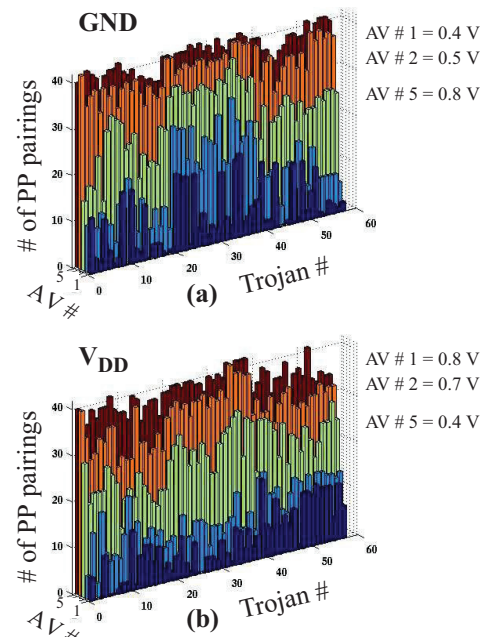 GND
AV # 1 = 0.4 V
AV # 2 = 0.5 V
AV # 5 = 0.8 V
# of PP pairings
40
30
20
10
0
5
1
AV #
0
10
20
30
40
50
60
Trojan #
(a)
V_DD
AV # 1 = 0.8 V
AV # 2 = 0.7 V
AV # 5 = 0.4 V
# of PP pairings
40
30
20
10
0
5
1
AV #
0
10
20
30
40
50
60
Trojan #
(b)